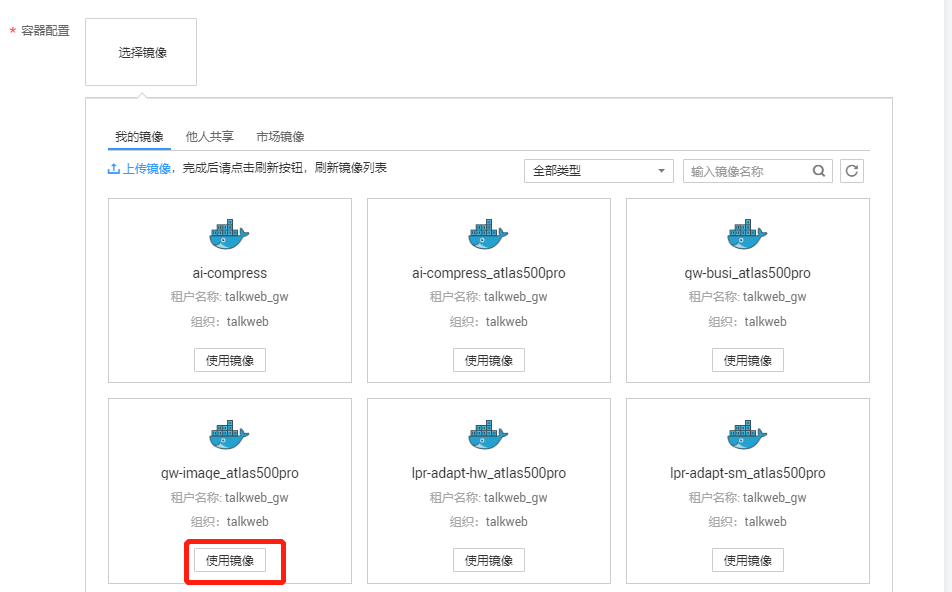 * 容器配置
选择镜像
我的镜像 他人共享 市场镜像
上传镜像，完成后请点击刷新按钮，刷新镜像列表 全部类型 输入镜像名称
ai-compress ai-compress_atlas500pro gw-busi_atlas500pro
租户名称: talkweb_gw 租户名称: talkweb_gw 租户名称: talkweb_gw
组织：talkweb 组织：talkweb 组织：talkweb
使用镜像 使用镜像 使用镜像
gw-image_atlas500pro lpr-adapt-hw_atlas500pro lpr-adapt-sm_atlas500pro
租户名称: talkweb_gw 租户名称: talkweb_gw 租户名称: talkweb_gw
组织：talkweb 组织：talkweb 组织：talkweb
使用镜像 使用镜像 使用镜像